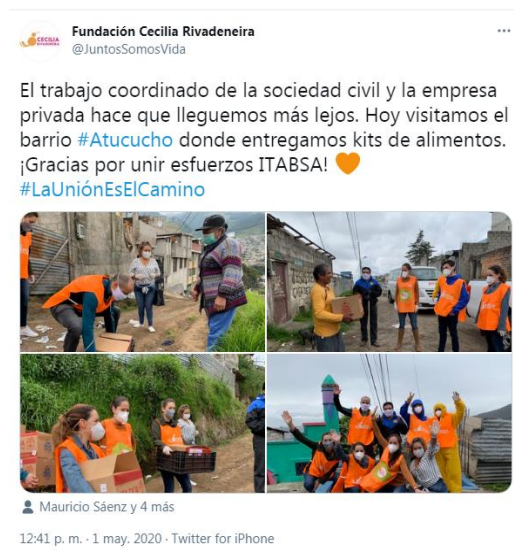 CECILIA
RIVADENEIRA
Fundación Cecilia Rivadeneira
@JuntosSomosVida
El trabajo coordinado de la sociedad civil y la empresa
privada hace que lleguemos más lejos. Hoy visitamos el
barrio #Atucucho donde entregamos kits de alimentos.
¡Gracias por unir esfuerzos ITABSA! 🧡
#LaUniónEsElCamino
Mauricio Sáenz y 4 más
12:41 p. m. · 1 may. 2020 · Twitter for iPhone